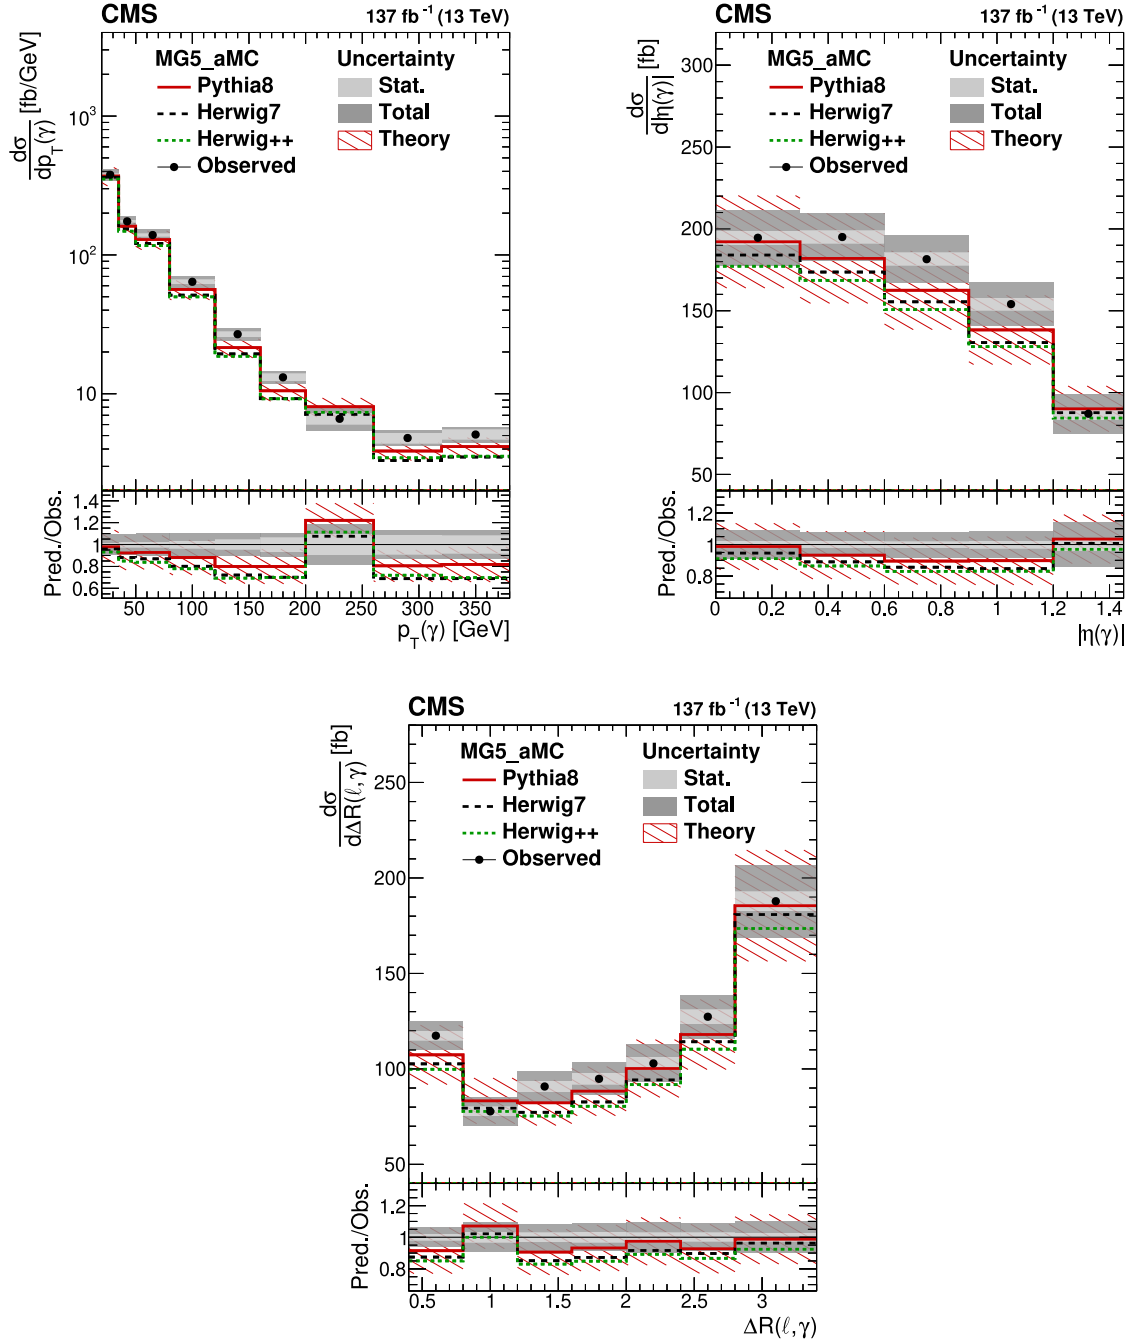 CMS 137 fb⁻¹ (13 TeV)
dσ/dp_T(γ) [fb/GeV]
MG5_aMC Uncertainty
Pythia8 Stat.
Herwig7 Total
Herwig++ Theory
Observed
10³
10²
10
Pred./Obs.
1.4
1.2
1
0.8
0.6
50 100 150 200 250 300 350
p_T(γ) [GeV]
CMS 137 fb⁻¹ (13 TeV)
dσ/d|η(γ)| [fb]
MG5_aMC Uncertainty
Pythia8 Stat.
Herwig7 Total
Herwig++ Theory
Observed
300
250
200
150
100
50
Pred./Obs.
1.2
1
0.8
0 0.2 0.4 0.6 0.8 1 1.2 1.4
|η(γ)|
CMS 137 fb⁻¹ (13 TeV)
dσ/dΔR(ℓ,γ) [fb]
MG5_aMC Uncertainty
Pythia8 Stat.
Herwig7 Total
Herwig++ Theory
Observed
250
200
150
100
50
Pred./Obs.
1.2
1
0.8
0.5 1 1.5 2 2.5 3
ΔR(ℓ,γ)